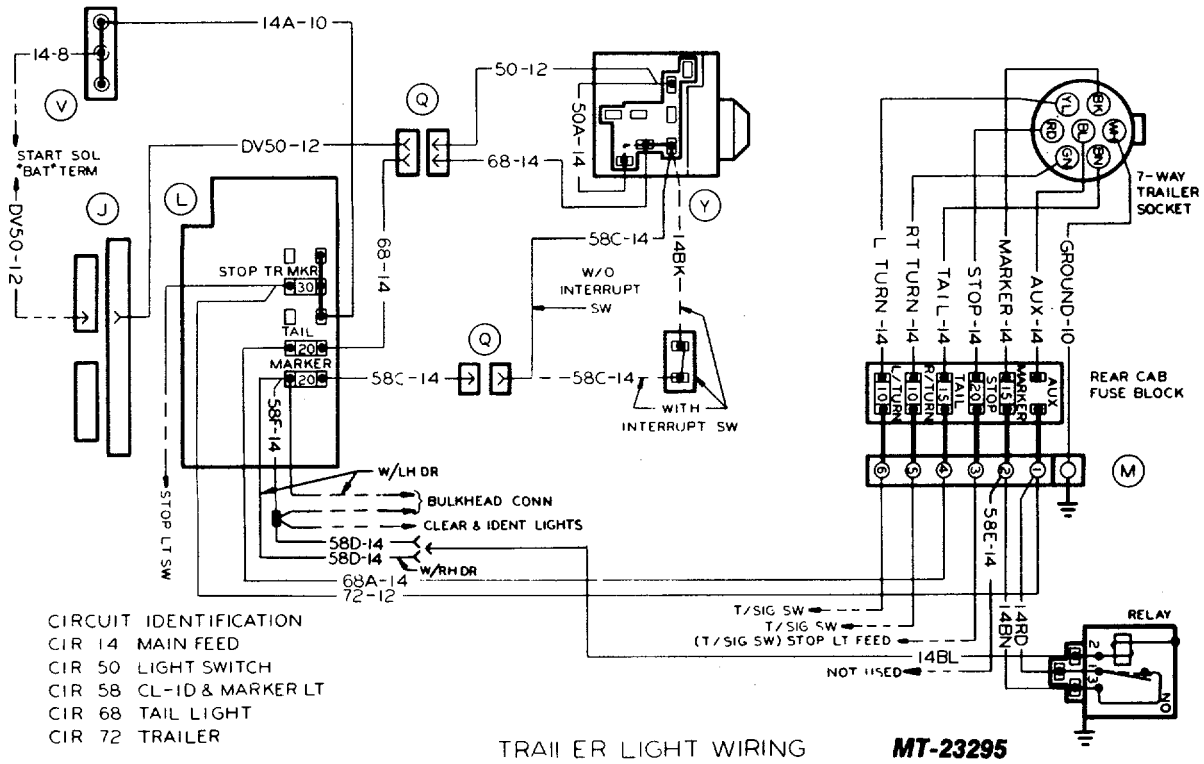 14A-10
14-8
V
START SOL
"BAT" TERM
DV50-12
J
L
DV50-12
Q
50-12
68-14
50A-14
Y
68-14
58C-14
W/O
INTERRUPT
SW
14BK
STOP TR MKR
30
TAIL
20
MARKER
20
58C-14
Q
58C-14
WITH
INTERRUPT SW
58F-14
W/LH DR
BULKHEAD CONN
CLEAR & IDENT LIGHTS
58D-14
58D-14
W/RH DR
68A-14
72-12
STOP LT SW
YL
BK
RD
BL
WH
GN
BN
7-WAY
TRAILER
SOCKET
L TURN-14
RT TURN-14
TAIL-14
STOP-14
MARKER-14
AUX-14
GROUND-10
L/TURN
10
R/TURN
10
TAIL
15
STOP
20
MARKER
15
AUX
REAR CAB
FUSE BLOCK
6
5
4
3
2
1
M
58E-14
14RD
14BN
T/SIG SW
T/SIG SW
(T/SIG SW) STOP LT FEED
14BL
NOT USED
RELAY
2
1
3
NO
CIRCUIT IDENTIFICATION
CIR 14 MAIN FEED
CIR 50 LIGHT SWITCH
CIR 58 CL-ID & MARKER LT
CIR 68 TAIL LIGHT
CIR 72 TRAILER
TRAILER LIGHT WIRING
MT-23295